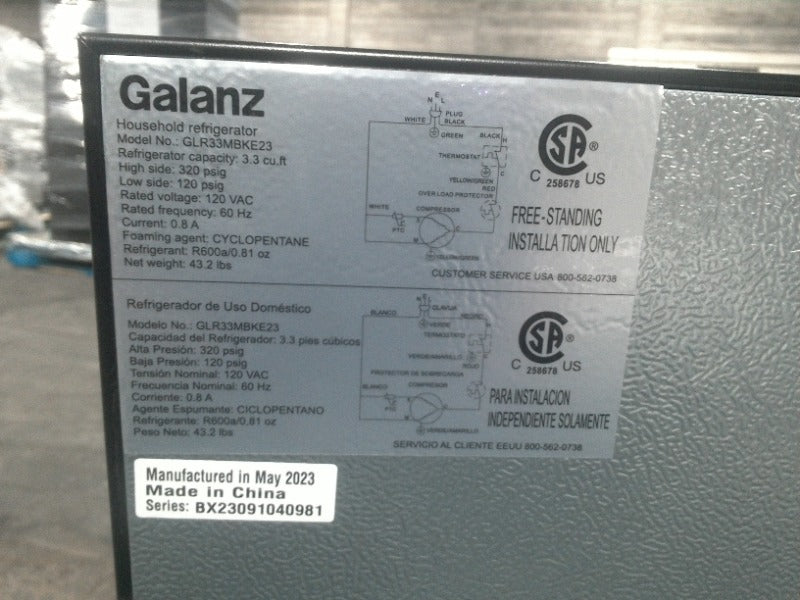 Galanz
Household refrigerator
Model No.: GLR33MBKE23
Refrigerator capacity: 3.3 cu.ft
High side: 320 psig
Low side: 120 psig
Rated voltage: 120 VAC
Rated frequency: 60 Hz
Current: 0.8 A
Foaming agent: CYCLOPENTANE
Refrigerant: R600a/0.81 oz
Net weight: 43.2 lbs
E
N L
PLUG
WHITE BLACK
GREEN BLACK H
THERMOSTAT
C
YELLOW/GREEN
RED
OVER LOAD PROTECTOR
WHITE COMPRESSOR
PTC
YELLOW/GREEN
CSA ®
C 258678 US
FREE-STANDING
INSTALLATION ONLY
CUSTOMER SERVICE USA 800-562-0738
Refrigerador de Uso Doméstico
Modelo No.: GLR33MBKE23
Capacidad del Refrigerador: 3.3 pies cúbicos
Alta Presión: 320 psig
Baja Presión: 120 psig
Tensión Nominal: 120 VAC
Frecuencia Nominal: 60 Hz
Corriente: 0.8 A
Agente Espumante: CICLOPENTANO
Refrigerante: R600a/0.81 oz
Peso Neto: 43.2 lbs
E
N L
CLAVIJA
BLANCO NEGRO
VERDE
TERMOSTATO
VERDE/AMARILLO
ROJO
PROTECTOR DE SOBRECARGA
BLANCO COMPRESOR
PTC
VERDE/AMARILLO
CSA ®
C 258678 US
PARA INSTALACION
INDEPENDIENTE SOLAMENTE
SERVICIO AL CLIENTE EEUU 800-562-0738
Manufactured in May 2023
Made in China
Series: BX23091040981